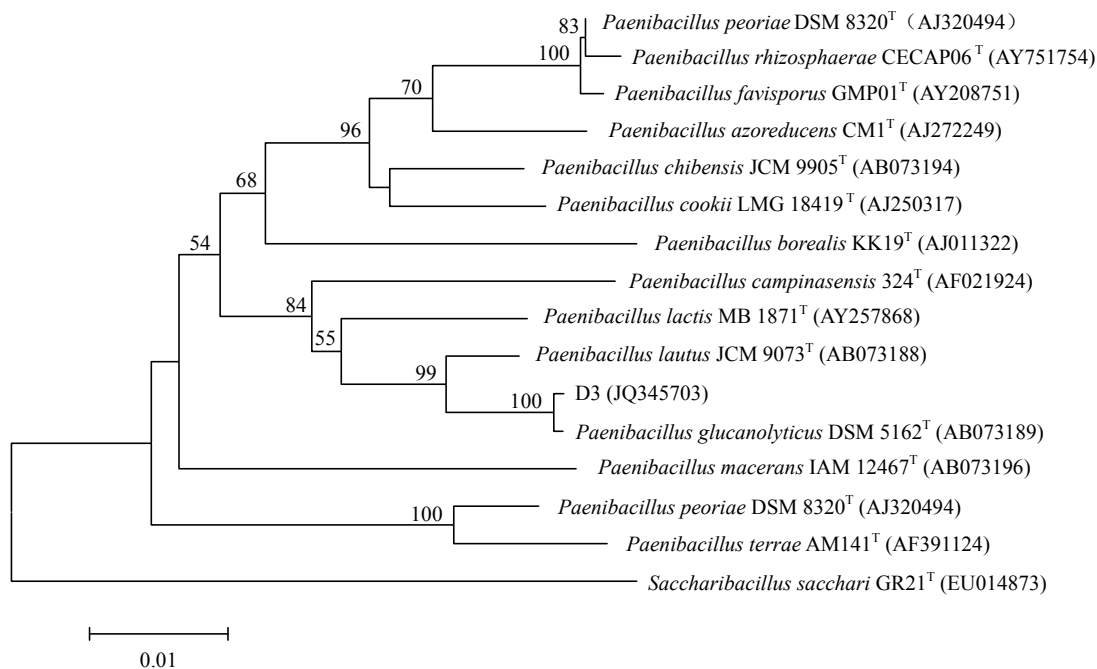 83 Paenibacillus peoriae DSM 8320T（AJ320494）
100 Paenibacillus rhizosphaerae CECAP06 T (AY751754)
70 Paenibacillus favisporus GMP01T (AY208751)
96 Paenibacillus azoreducens CM1T (AJ272249)
Paenibacillus chibensis JCM 9905T (AB073194)
68
Paenibacillus cookii LMG 18419 T (AJ250317)
54 Paenibacillus borealis KK19T (AJ011322)
Paenibacillus campinasensis 324T (AF021924)
84
Paenibacillus lactis MB 1871T (AY257868)
55
Paenibacillus lautus JCM 9073T (AB073188)
99
D3 (JQ345703)
100
Paenibacillus glucanolyticus DSM 5162T (AB073189)
Paenibacillus macerans IAM 12467T (AB073196)
Paenibacillus peoriae DSM 8320T (AJ320494)
100
Paenibacillus terrae AM141T (AF391124)
Saccharibacillus sacchari GR21T (EU014873)
0.01